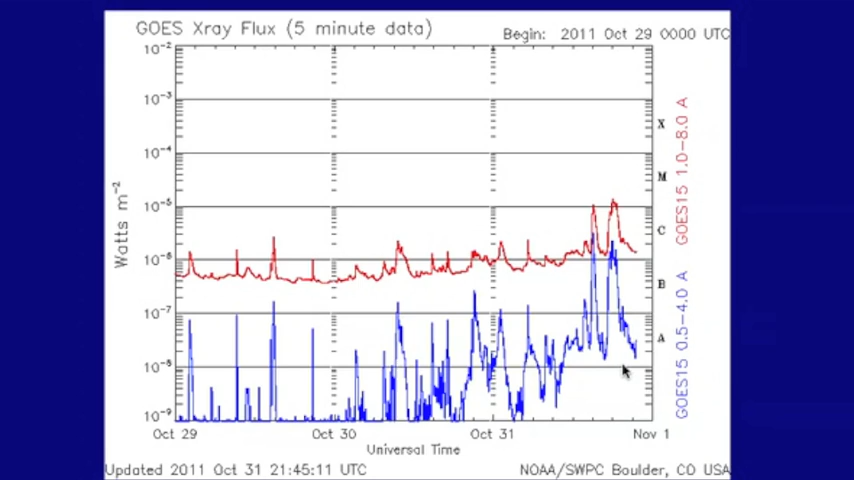 GOES Xray Flux (5 minute data)
Begin: 2011 Oct 29 0000 UTC
10-2
10-3
10-4
10-5
10-6
10-7
10-8
10-9
Watts m-2
X
M
C
B
A
GOES15 1.0-8.0 A
GOES15 0.5-4.0 A
Oct 29
Oct 30
Oct 31
Nov 1
Universal Time
Updated 2011 Oct 31 21:45:11 UTC
NOAA/SWPC Boulder, CO USA